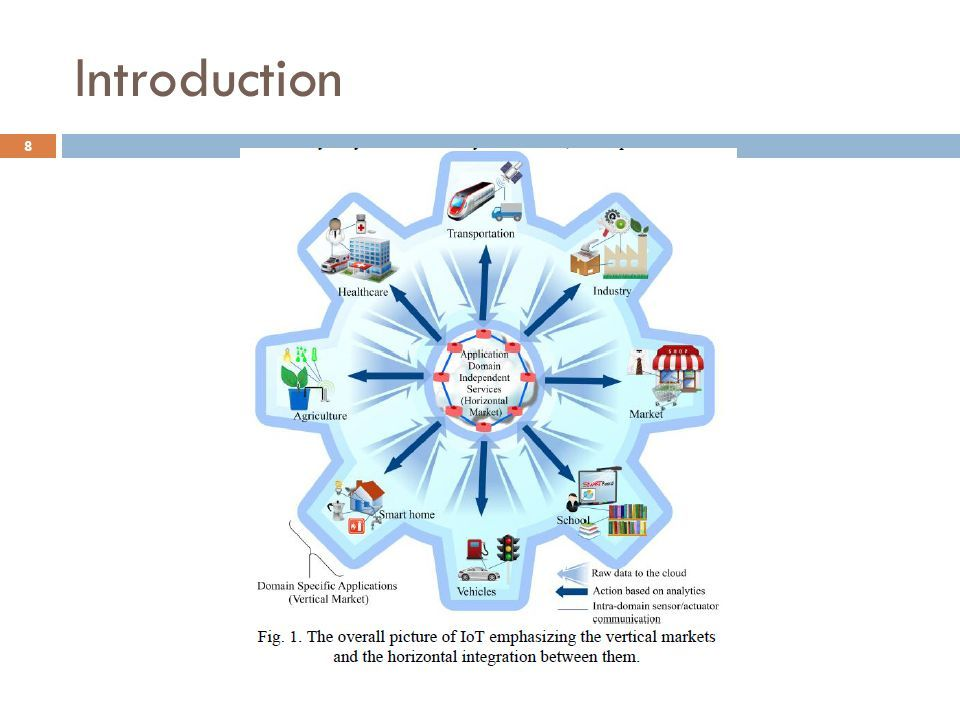 Introduction
8
Transportation
Healthcare
Industry
SHOP
Application
Domain
Independent
Services
(Horizontal
Market)
Agriculture
Market
Smart home
School
Vehicles
Domain Specific Applications
(Vertical Market)
Raw data to the cloud
Action based on analytics
Intra-domain sensor/actuator
communication
Fig. 1. The overall picture of IoT emphasizing the vertical markets
and the horizontal integration between them.